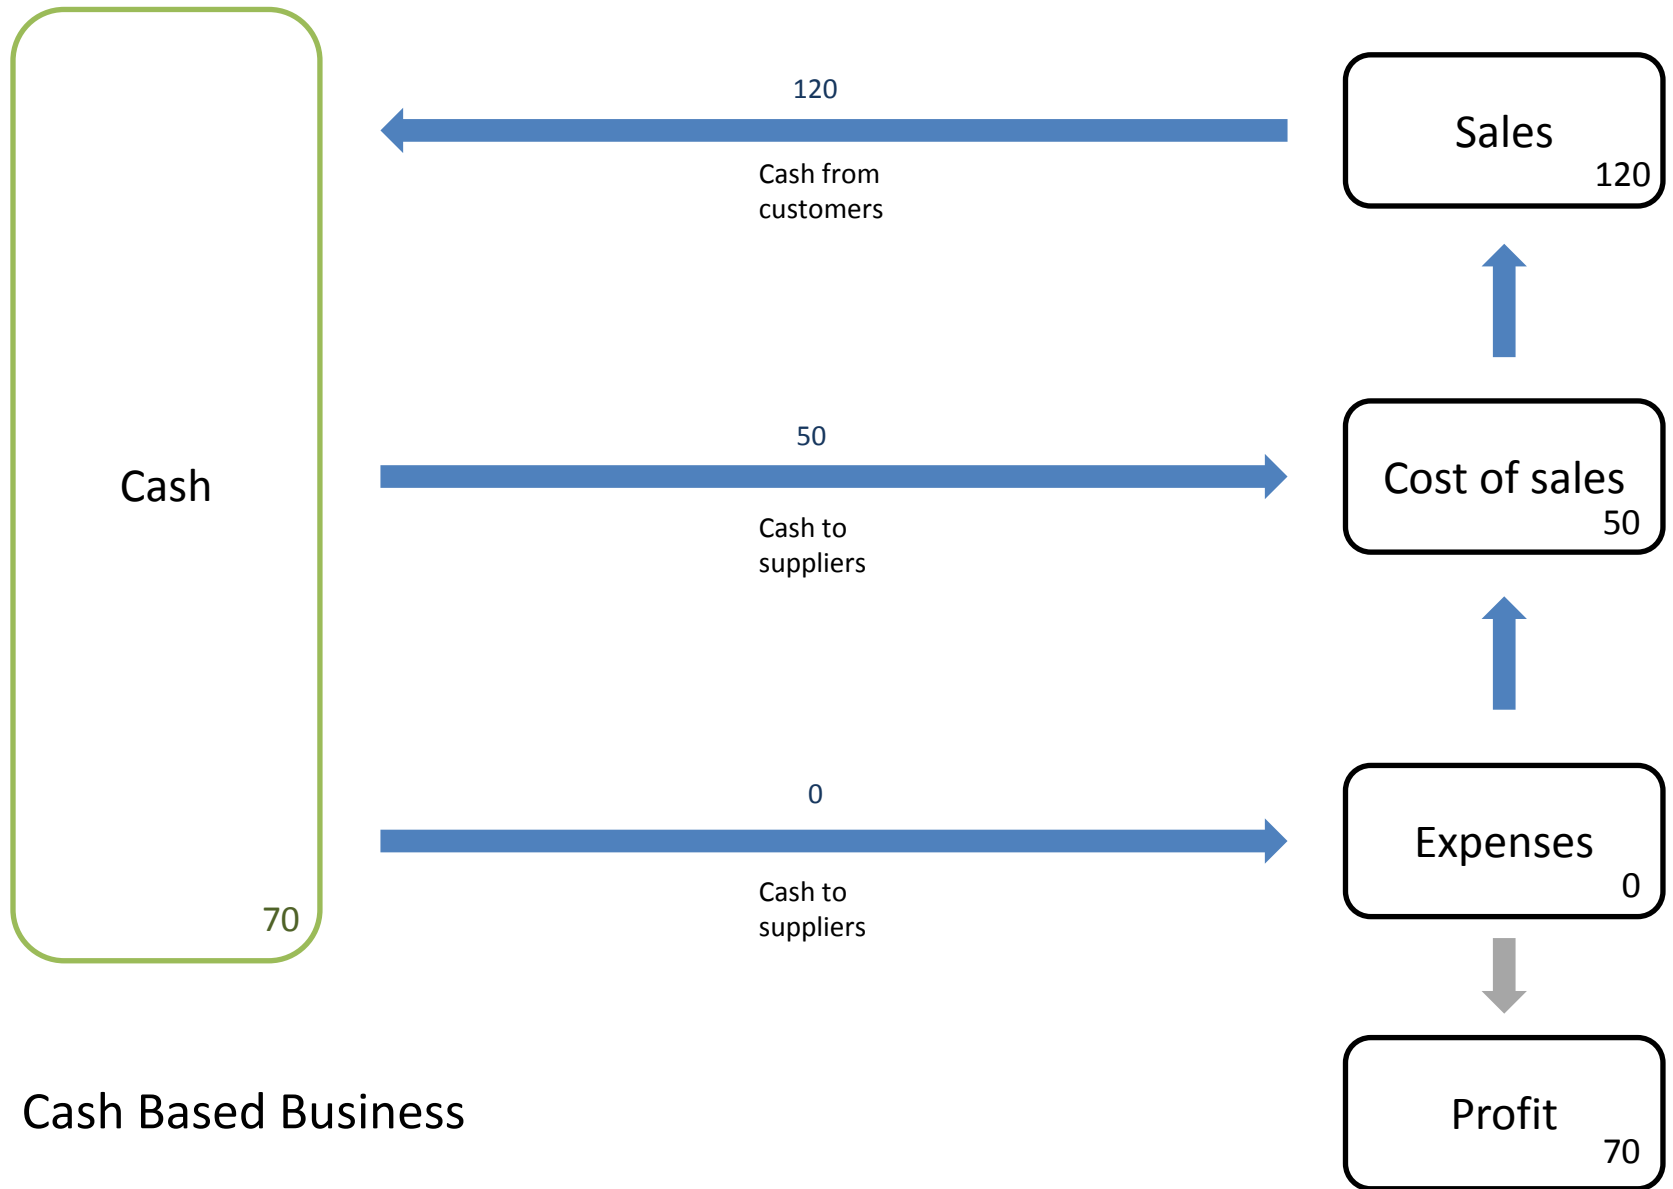 120
Sales
120
Cash from
customers
50
Cash
Cost of sales
50
Cash to
suppliers
0
Expenses
0
Cash to
suppliers
70
Cash Based Business
Profit
70